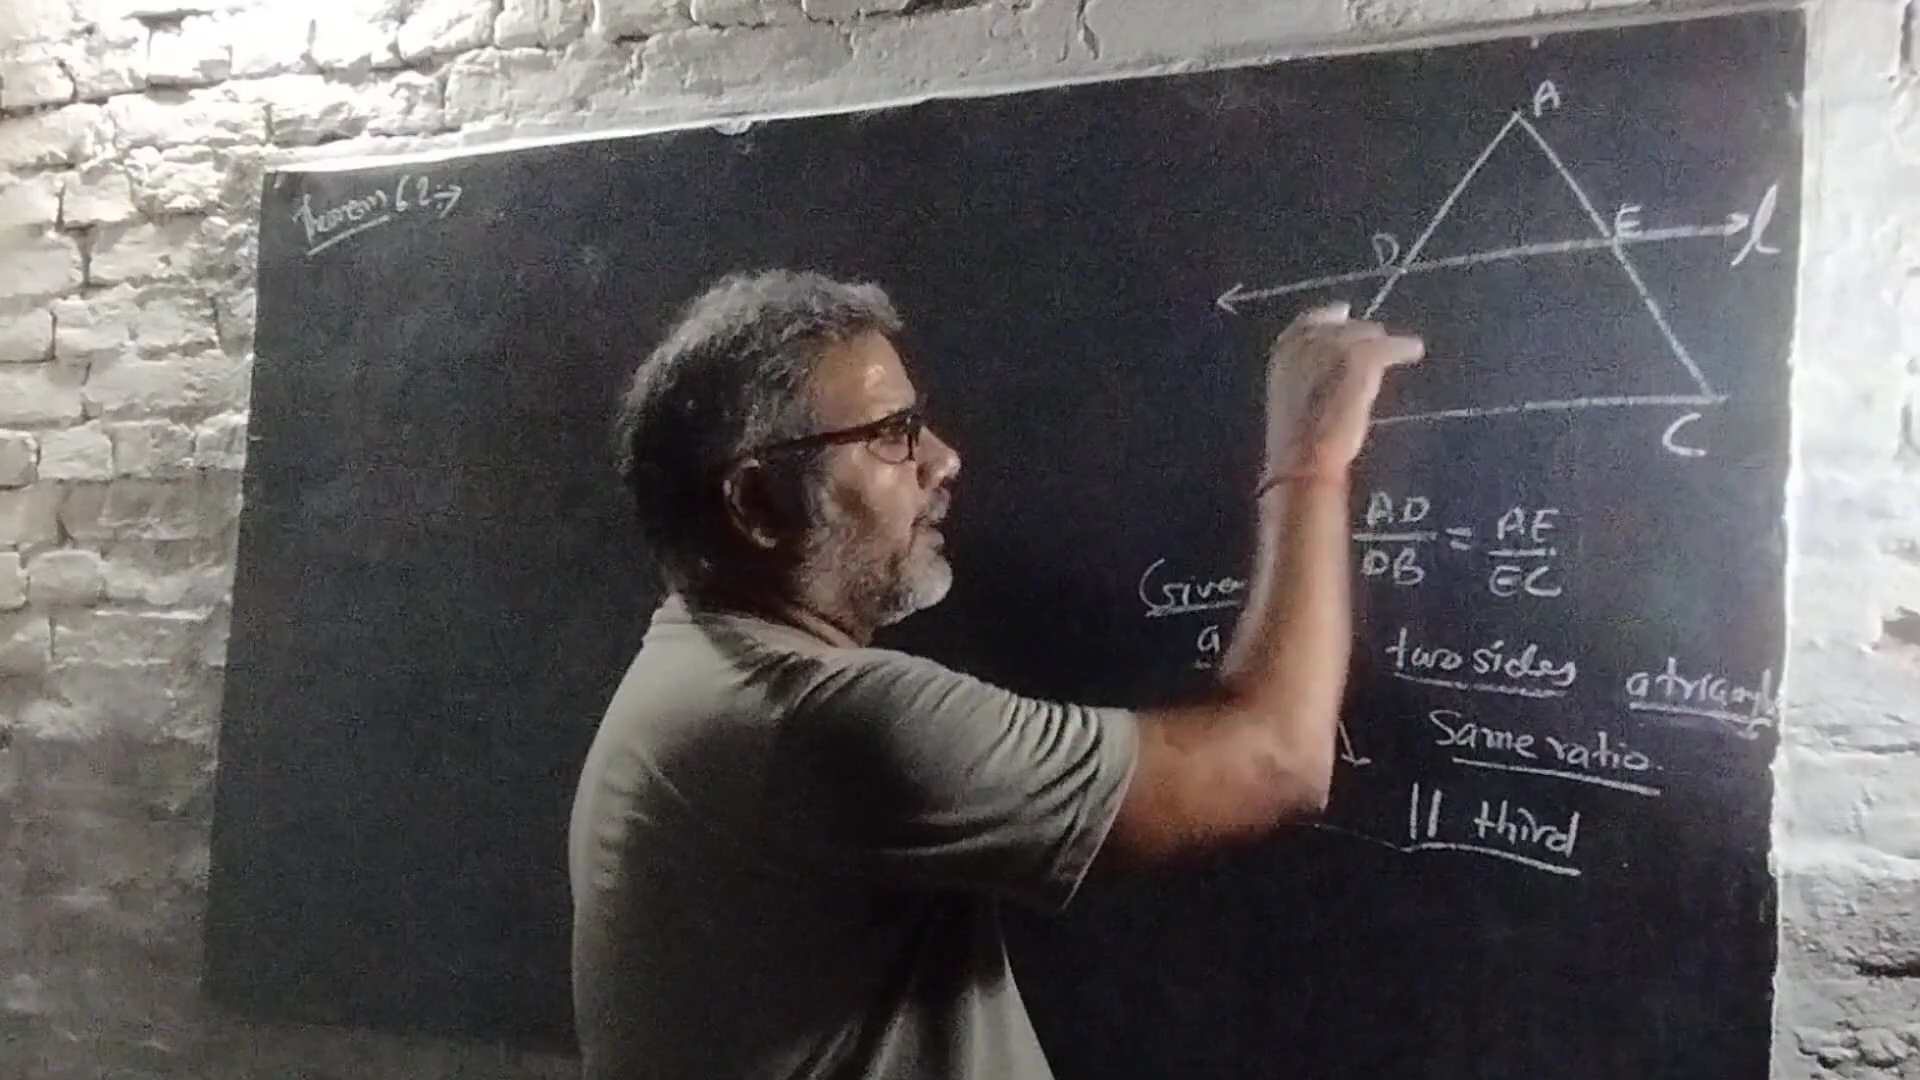 Theorem 6.2:→
A
D
E
l
C
AD/DB = AE/EC
Given
a two sides a triangle
same ratio.
|| third